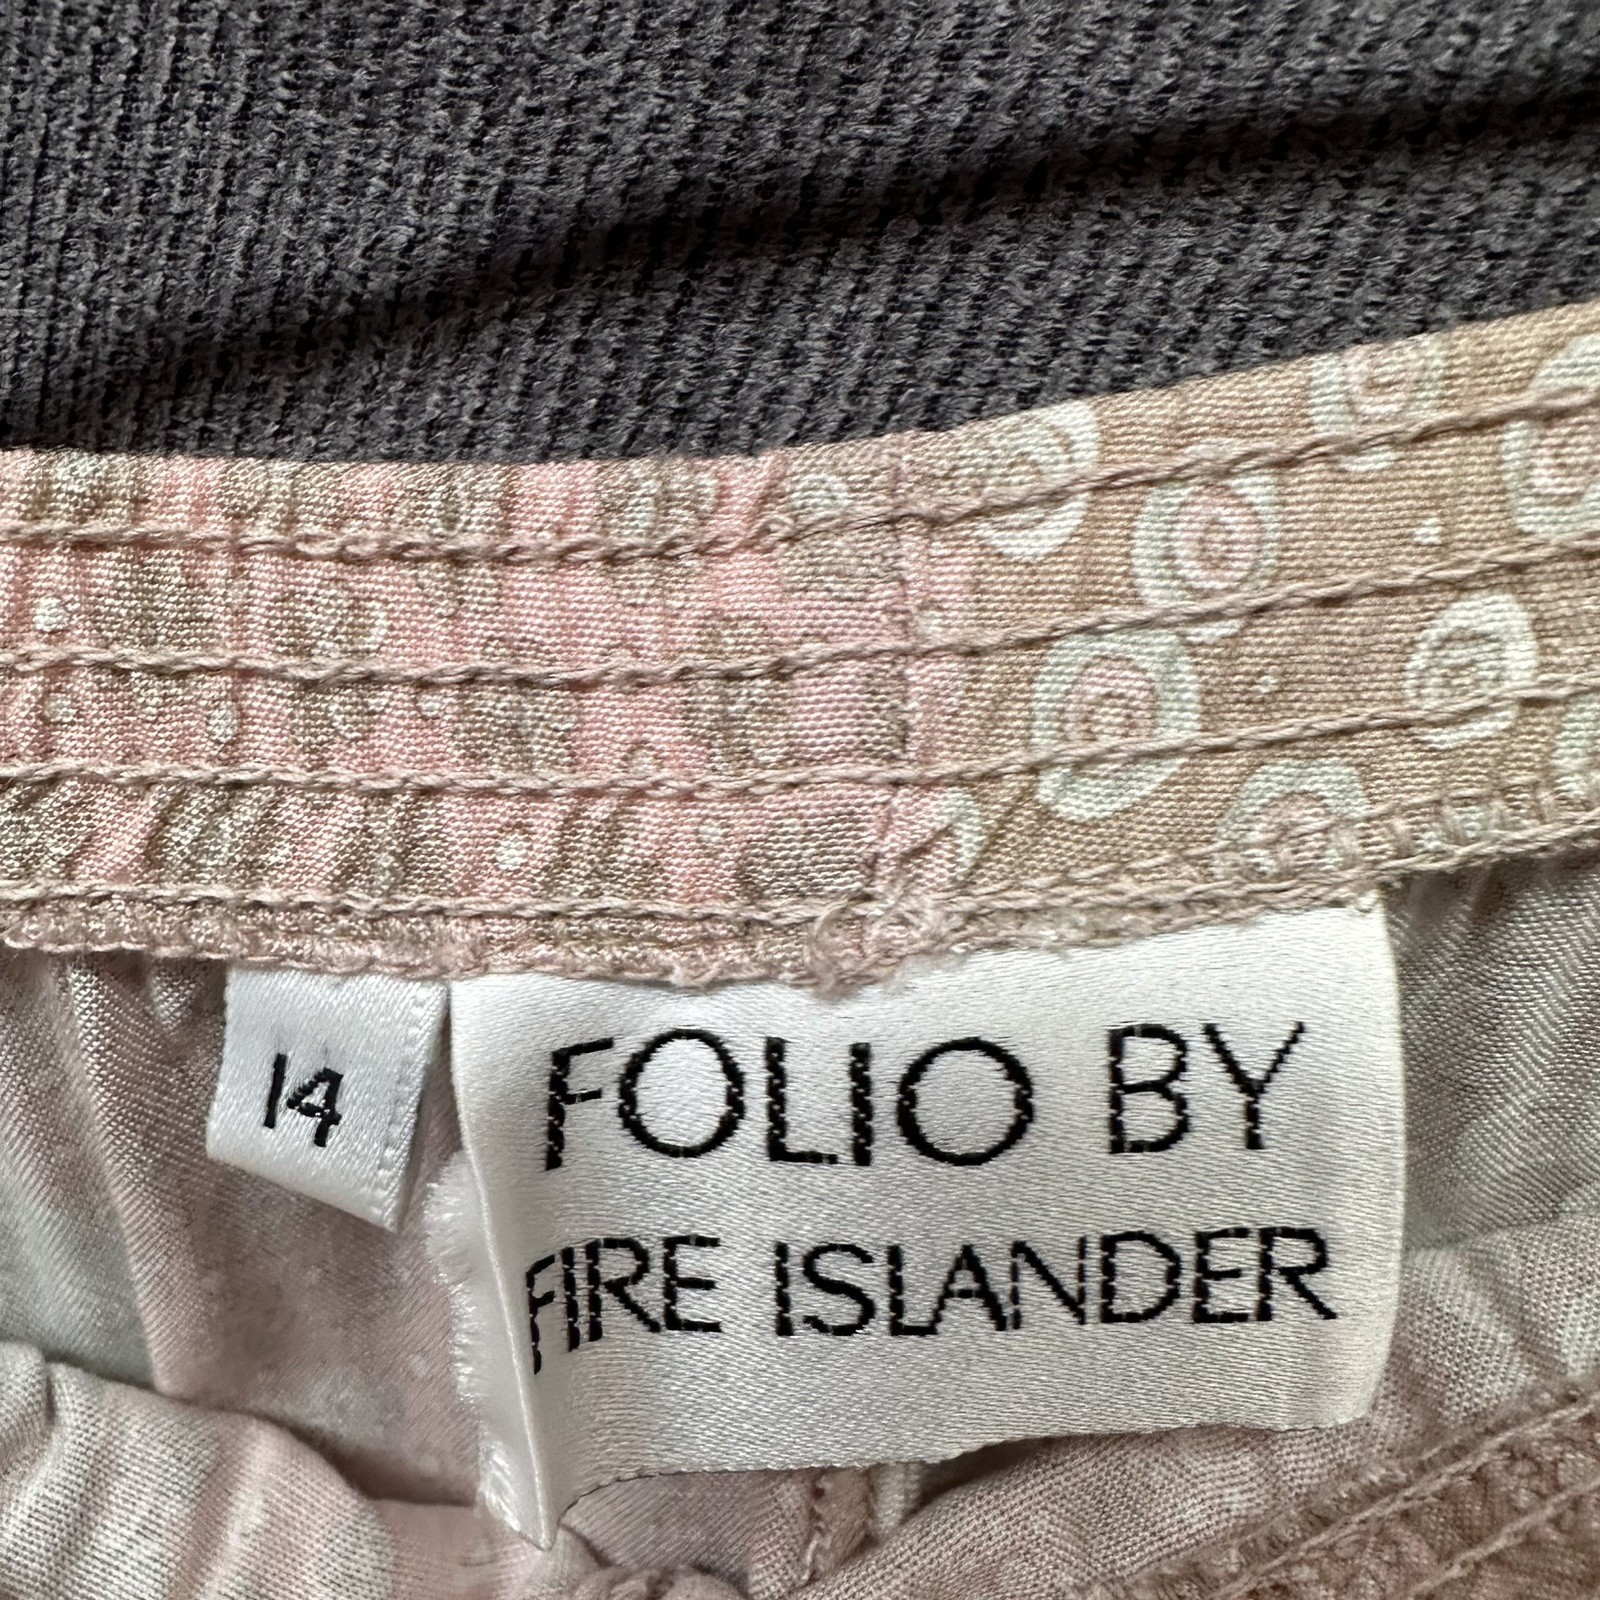 14
FOLIO BY
FIRE ISLANDER